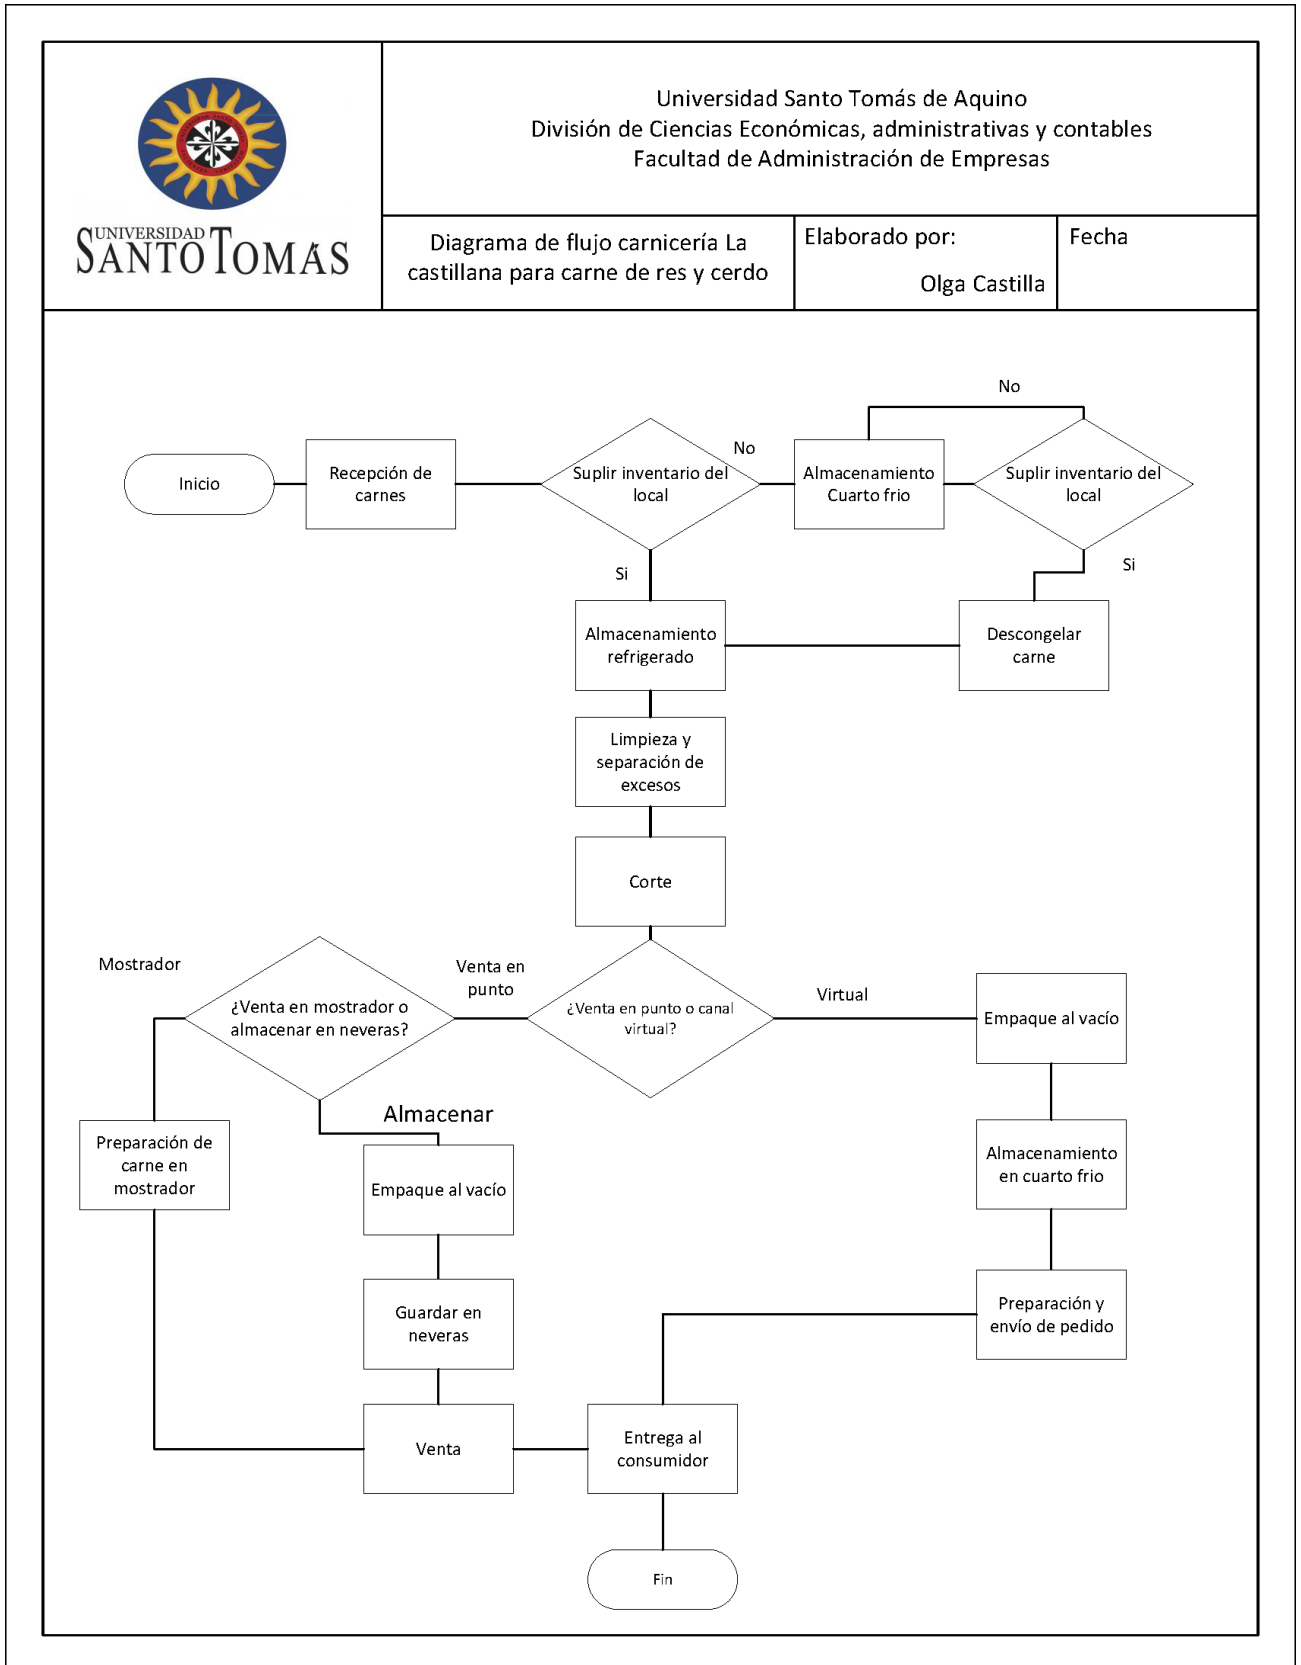 Universidad Santo Tomás de Aquino
División de Ciencias Económicas, administrativas y contables
Facultad de Administración de Empresas
UNIVERSIDAD
SANTO TOMÁS
Diagrama de flujo carnicería La
castillana para carne de res y cerdo
Elaborado por:
Olga Castilla
Fecha
No
Inicio
Recepción de
carnes
Suplir inventario del
local
No
Almacenamiento
Cuarto frio
Suplir inventario del
local
Si
Si
Almacenamiento
refrigerado
Descongelar
carne
Limpieza y
separación de
excesos
Corte
Mostrador
¿Venta en mostrador o
almacenar en neveras?
Venta en
punto
¿Venta en punto o canal
virtual?
Virtual
Empaque al vacío
Almacenar
Preparación de
carne en
mostrador
Empaque al vacío
Almacenamiento
en cuarto frio
Guardar en
neveras
Preparación y
envío de pedido
Venta
Entrega al
consumidor
Fin